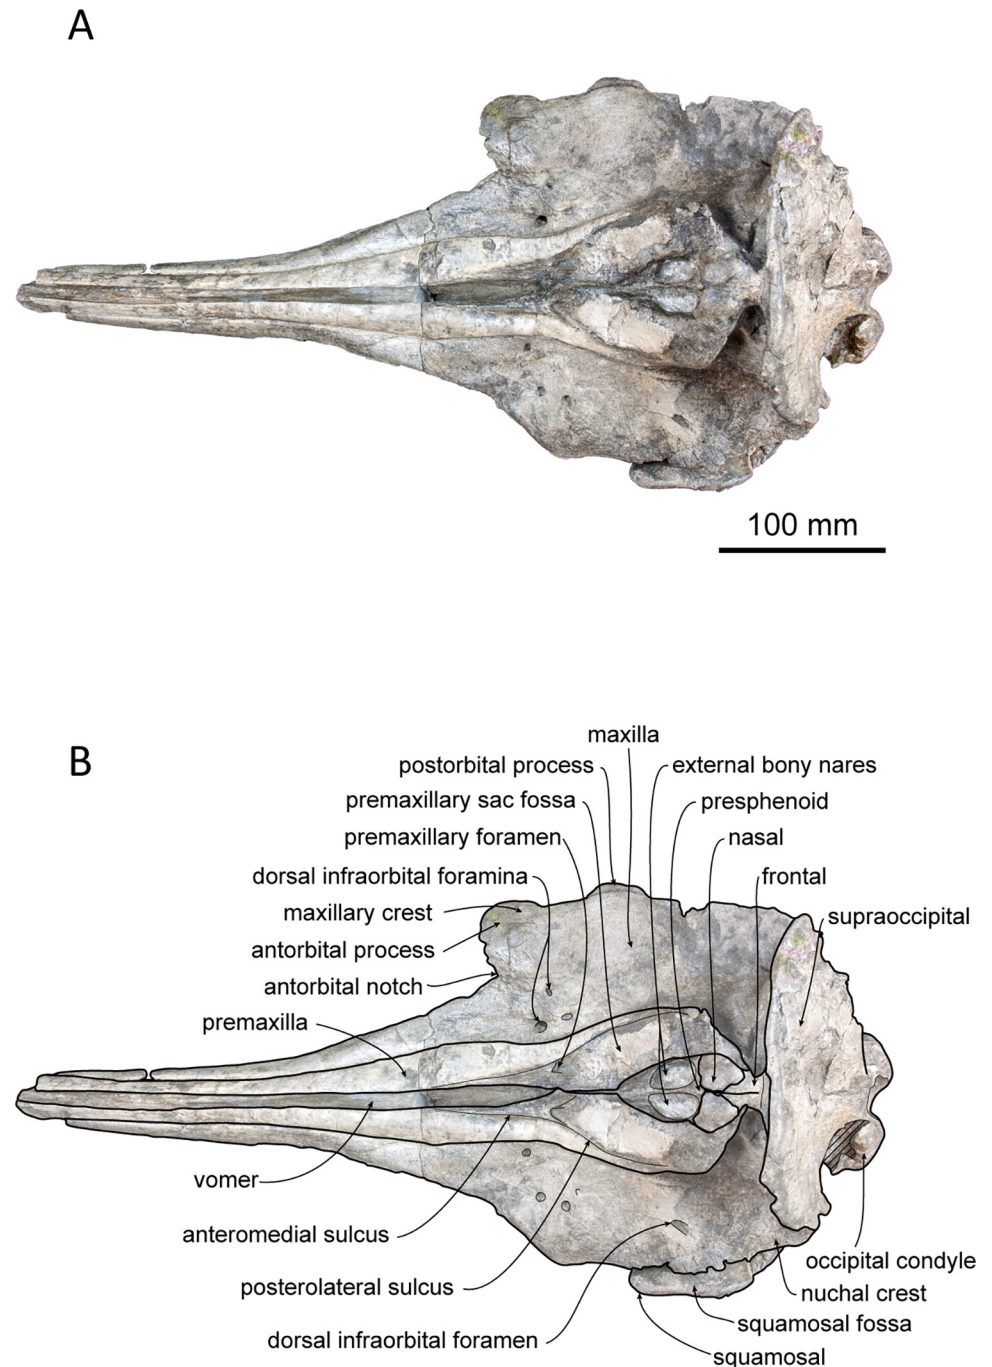 A
100 mm
B
maxilla
postorbital process
external bony nares
premaxillary sac fossa
presphenoid
premaxillary foramen
nasal
dorsal infraorbital foramina
frontal
maxillary crest
supraoccipital
antorbital process
antorbital notch
premaxilla
vomer
anteromedial sulcus
posterolateral sulcus
occipital condyle
nuchal crest
squamosal fossa
dorsal infraorbital foramen
squamosal